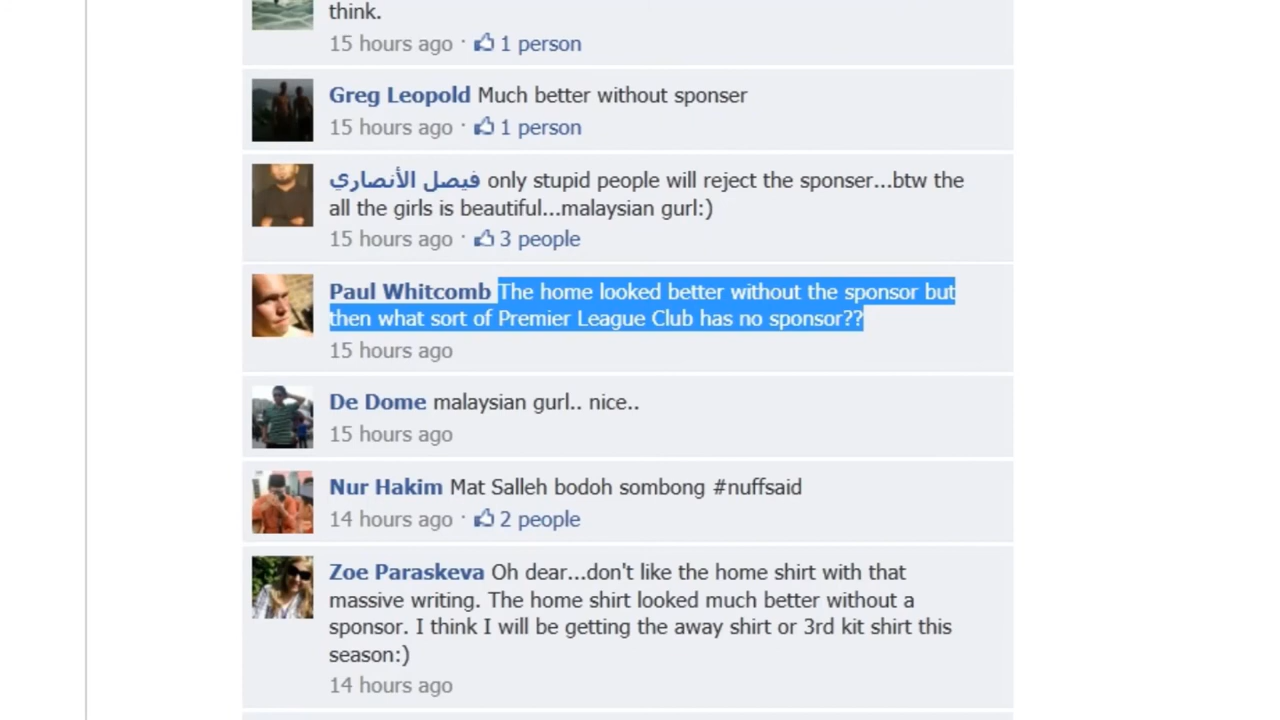 think.
15 hours ago · 1 person
Greg Leopold Much better without sponser
15 hours ago · 1 person
فيصل الأنصاري only stupid people will reject the sponser...btw the
all the girls is beautiful...malaysian gurl:)
15 hours ago · 3 people
Paul Whitcomb The home looked better without the sponsor but
then what sort of Premier League Club has no sponsor??
15 hours ago
De Dome malaysian gurl.. nice..
15 hours ago
Nur Hakim Mat Salleh bodoh sombong #nuffsaid
14 hours ago · 2 people
Zoe Paraskeva Oh dear...don't like the home shirt with that
massive writing. The home shirt looked much better without a
sponsor. I think I will be getting the away shirt or 3rd kit shirt this
season:)
14 hours ago